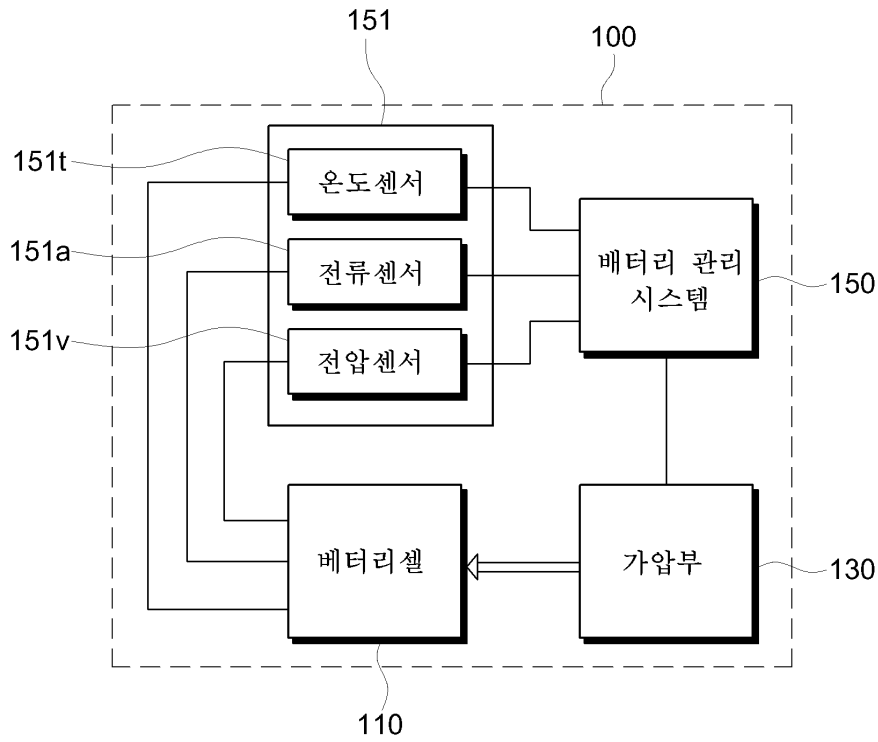 151
100
151t
온도센서
151a
전류센서
배터리 관리
시스템
150
151v
전압센서
베터리셀
가압부
130
110